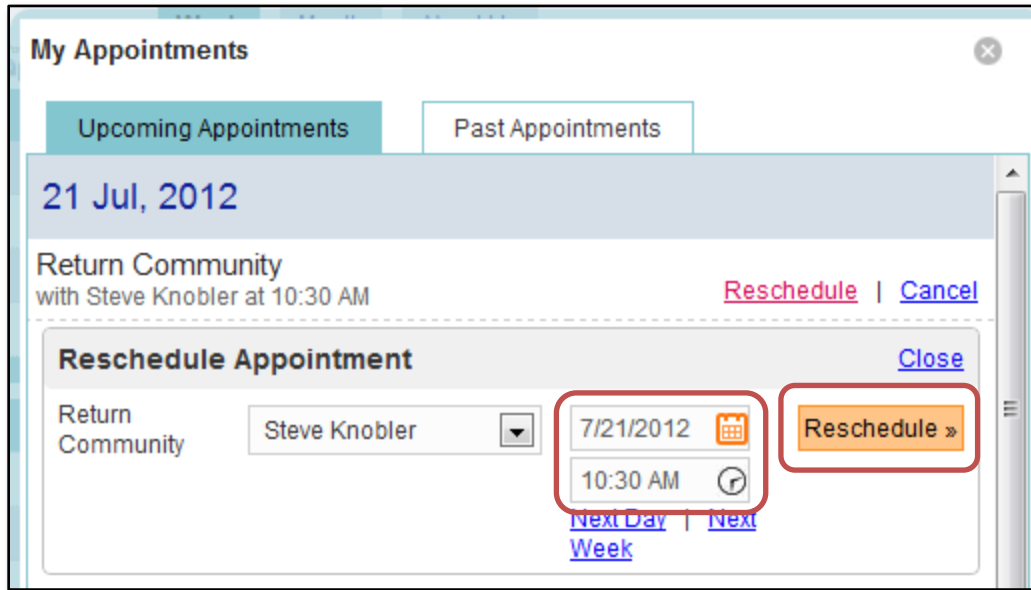 My Appointments
Upcoming Appointments
Past Appointments
21 Jul, 2012
Return Community
with Steve Knobler at 10:30 AM
Reschedule | Cancel
Reschedule Appointment
Close
Return
Community
Steve Knobler
7/21/2012
10:30 AM
Next Day | Next
Week
Reschedule »